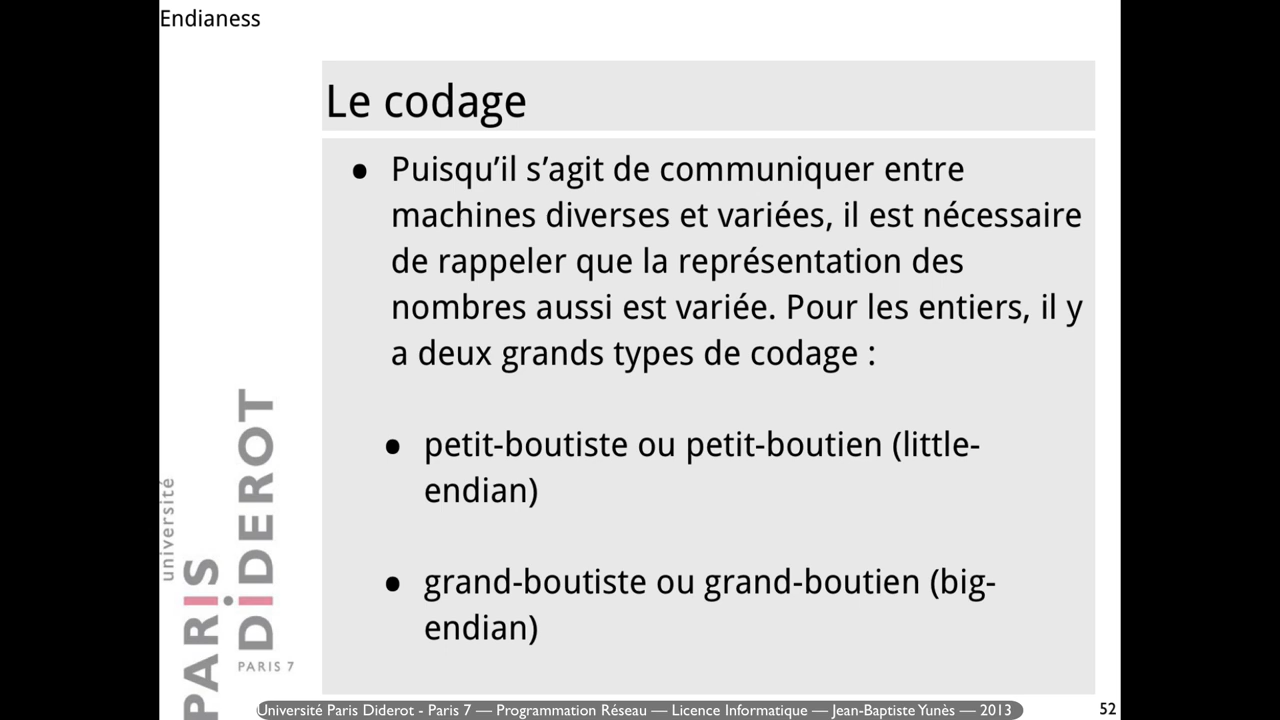 Endianess
Le codage
● Puisqu’il s’agit de communiquer entre
machines diverses et variées, il est nécessaire
de rappeler que la représentation des
nombres aussi est variée. Pour les entiers, il y
a deux grands types de codage :
● petit-boutiste ou petit-boutien (little-
endian)
● grand-boutiste ou grand-boutien (big-
endian)
université
PARIS
DiDEROT
PARIS 7
Université Paris Diderot - Paris 7 — Programmation Réseau — Licence Informatique — Jean-Baptiste Yunès — 2013
52